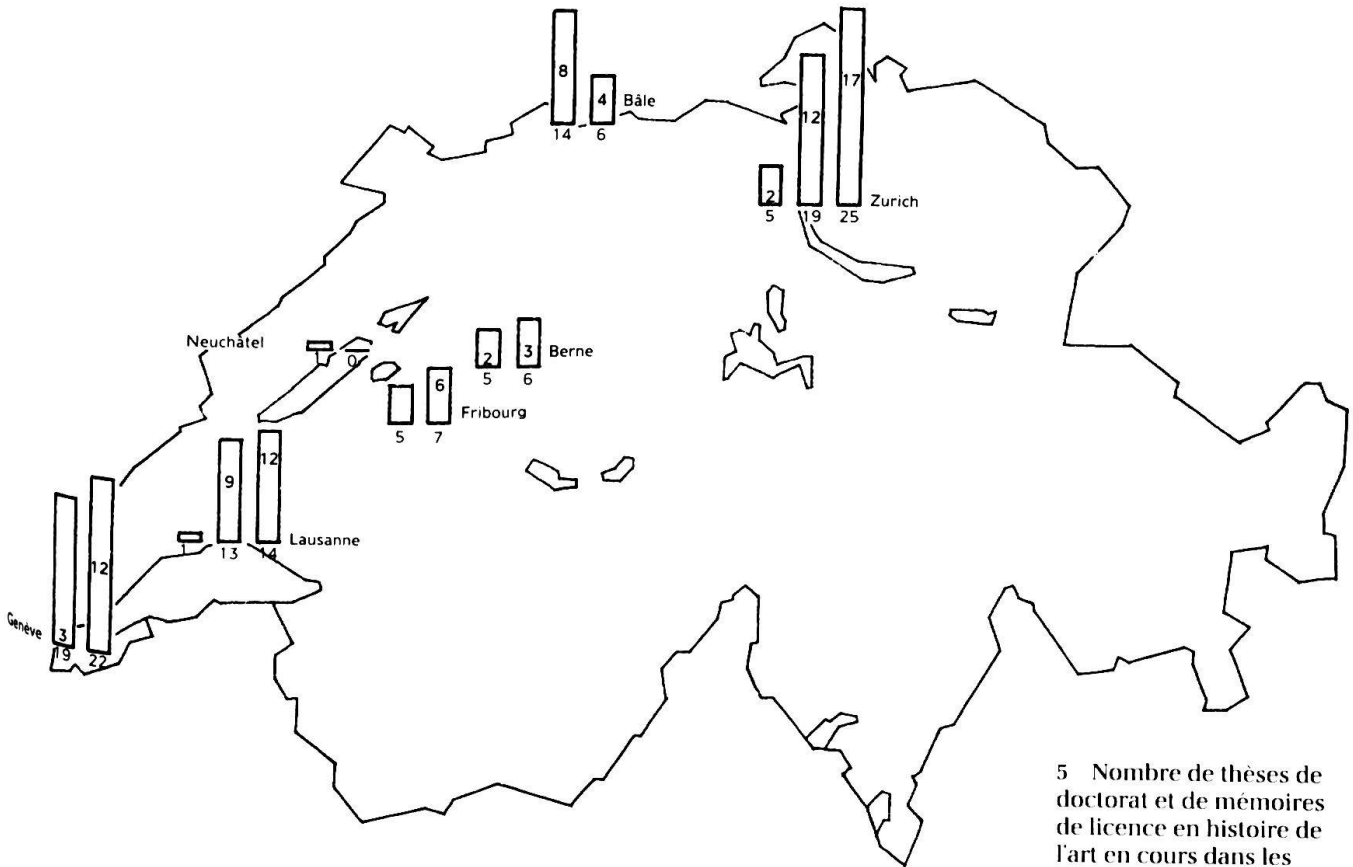 8
4 Bâle
14 6
17
12
2
5 19 25 Zurich
Neuchâtel
1 0
2 3 Berne
5 6
6
Fribourg
5 7
9 12
Lausanne
1 13 14
12
Genève 3
19 22
5 Nombre de thèses de
doctorat et de mémoires
de licence en histoire de
l'art en cours dans les